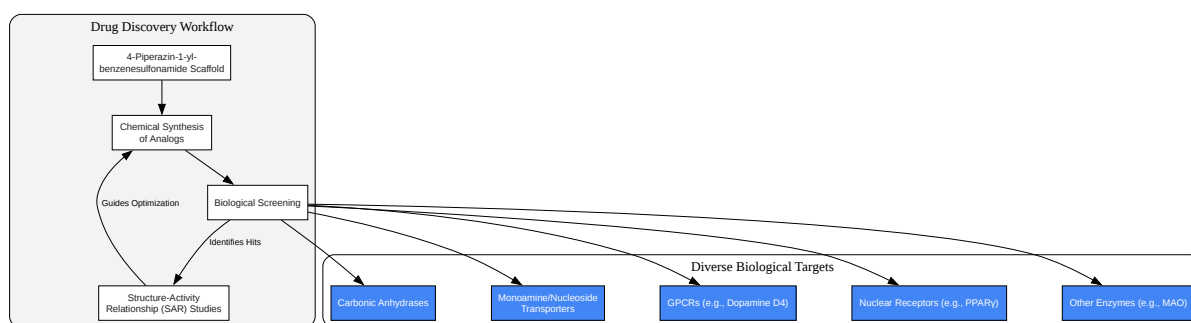 Drug Discovery Workflow
4-Piperazin-1-yl-
benzenesulfonamide Scaffold
Chemical Synthesis
of Analogs
Guides Optimization
Biological Screening
Identifies Hits
Structure-Activity
Relationship (SAR) Studies
Diverse Biological Targets
Carbonic Anhydrases
Monoamine/Nucleoside
Transporters
GPCRs (e.g., Dopamine D4)
Nuclear Receptors (e.g., PPARγ)
Other Enzymes (e.g., MAO)